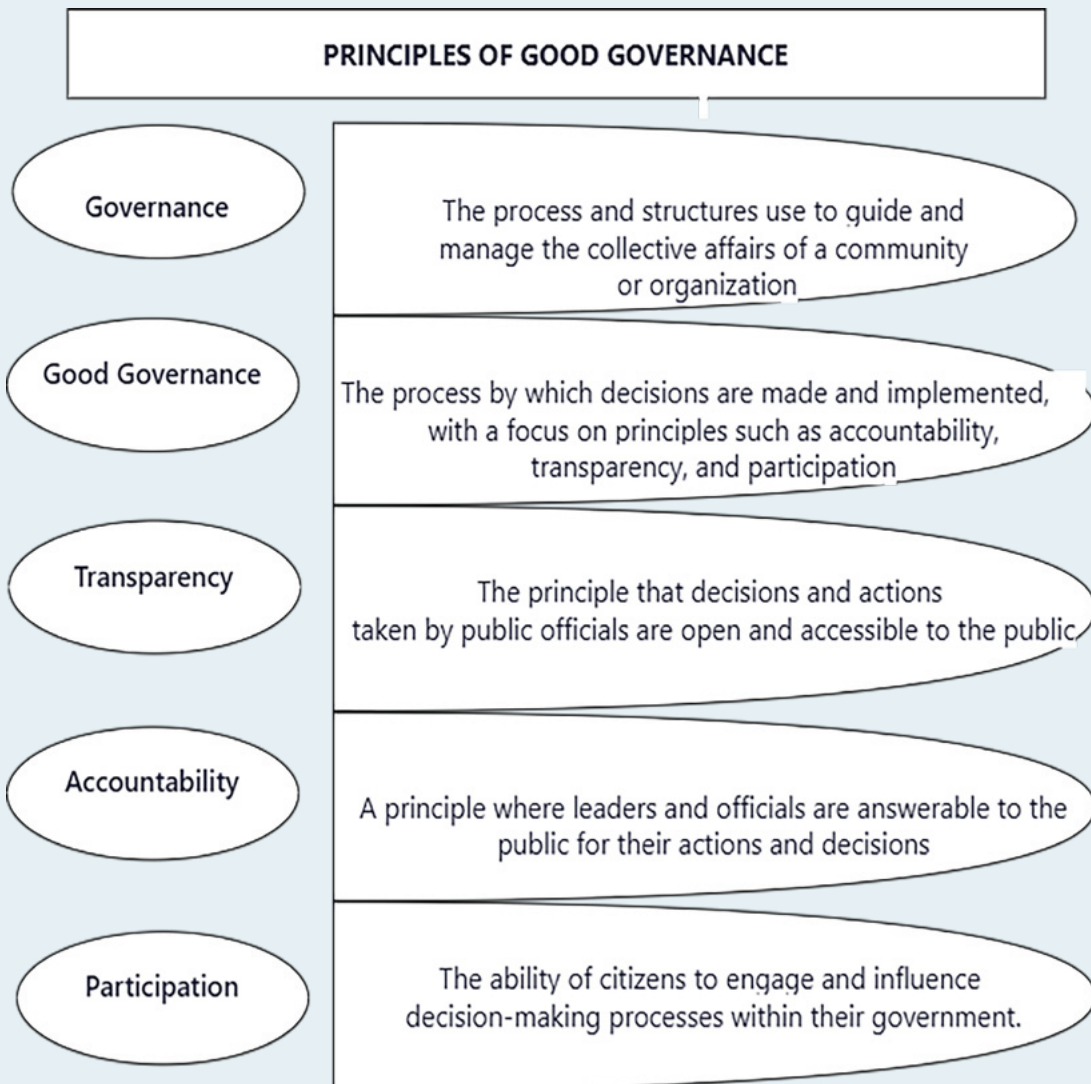 PRINCIPLES OF GOOD GOVERNANCE
Governance
The process and structures use to guide and
manage the collective affairs of a community
or organization
Good Governance
The process by which decisions are made and implemented,
with a focus on principles such as accountability,
transparency, and participation
Transparency
The principle that decisions and actions
taken by public officials are open and accessible to the public
Accountability
A principle where leaders and officials are answerable to the
public for their actions and decisions
Participation
The ability of citizens to engage and influence
decision-making processes within their government.